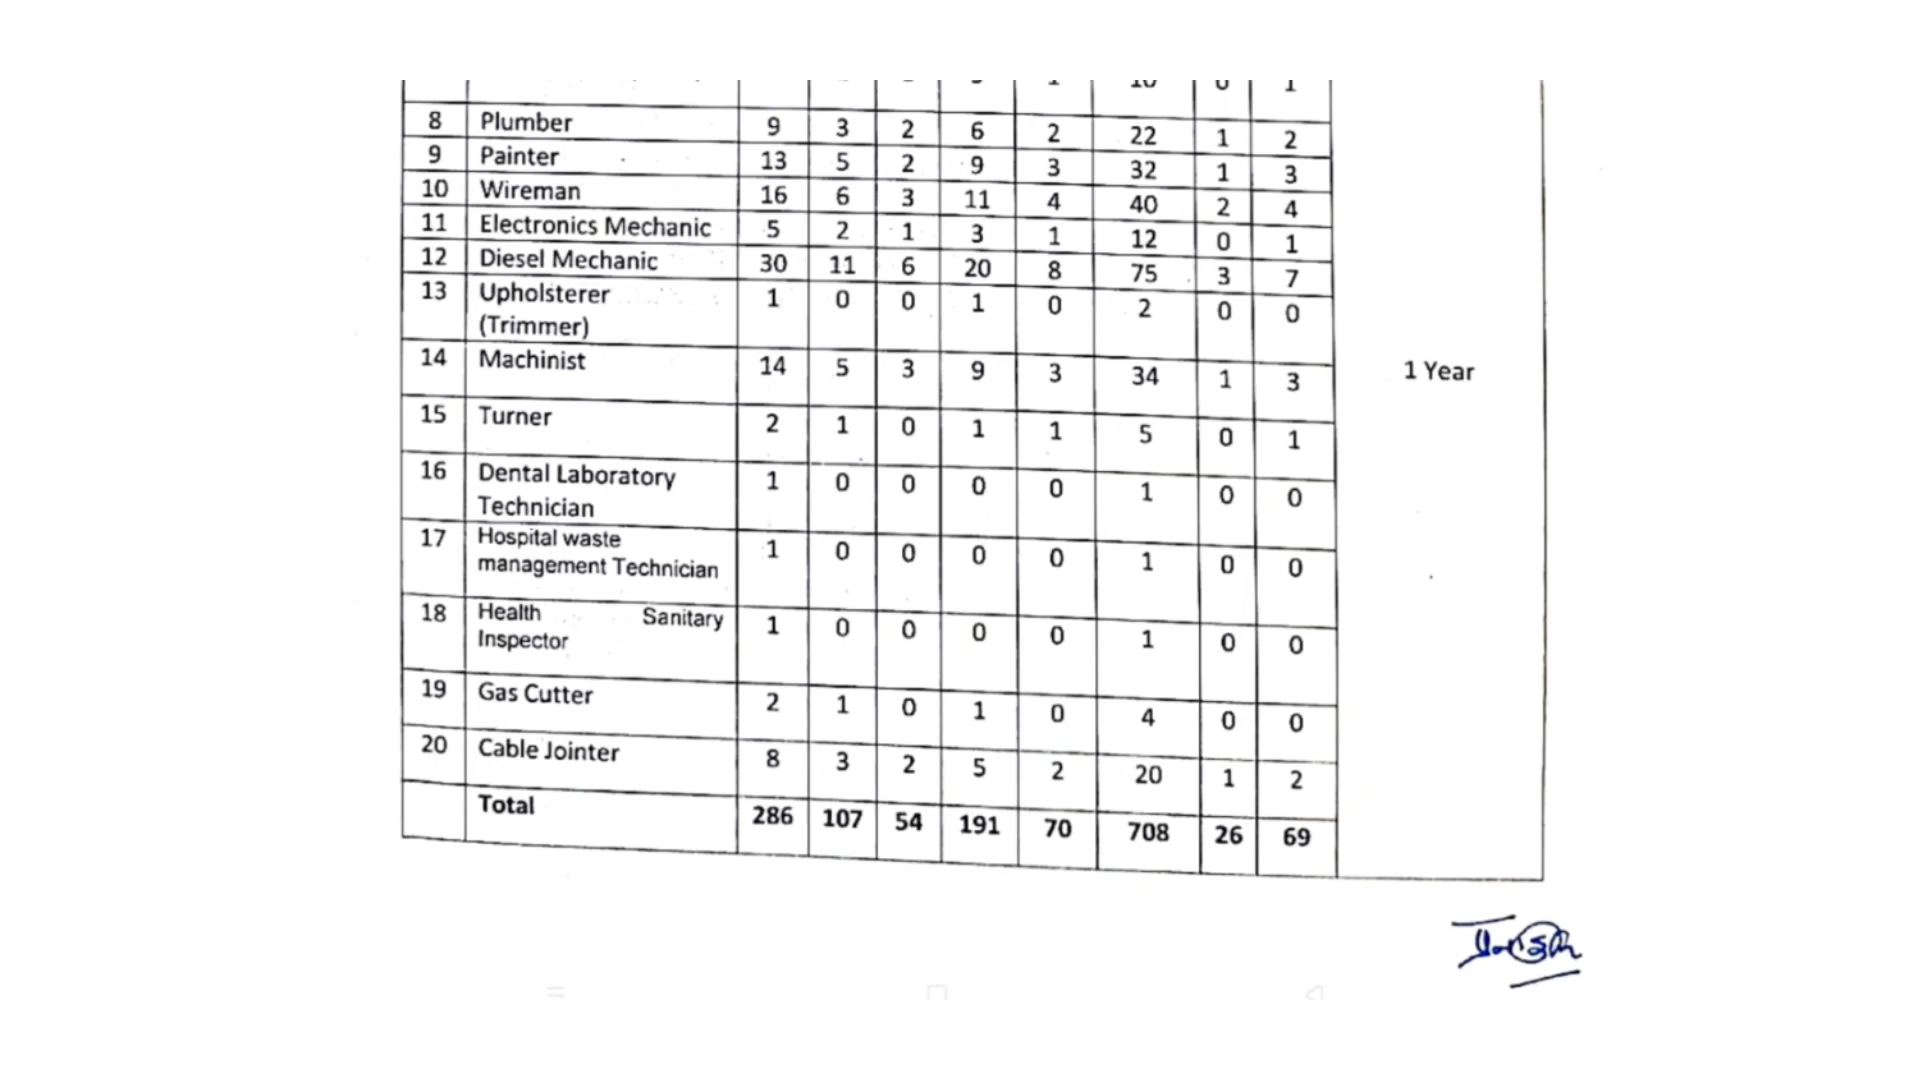 8 Plumber 9 3 2 6 2 22 1 2
9 Painter 13 5 2 9 3 32 1 3
10 Wireman 16 6 3 11 4 40 2 4
11 Electronics Mechanic 5 2 1 3 1 12 0 1
12 Diesel Mechanic 30 11 6 20 8 75 3 7
13 Upholsterer 1 0 0 1 0 2 0 0
(Trimmer)
14 Machinist 14 5 3 9 3 34 1 3
1 Year
15 Turner 2 1 0 1 1 5 0 1
16 Dental Laboratory 1 0 0 0 0 1 0 0
Technician
17 Hospital waste 1 0 0 0 0 1 0 0
management Technician
18 Health Sanitary 1 0 0 0 0 1 0 0
Inspector
19 Gas Cutter 2 1 0 1 0 4 0 0
20 Cable Jointer 8 3 2 5 2 20 1 2
Total 286 107 54 191 70 708 26 69